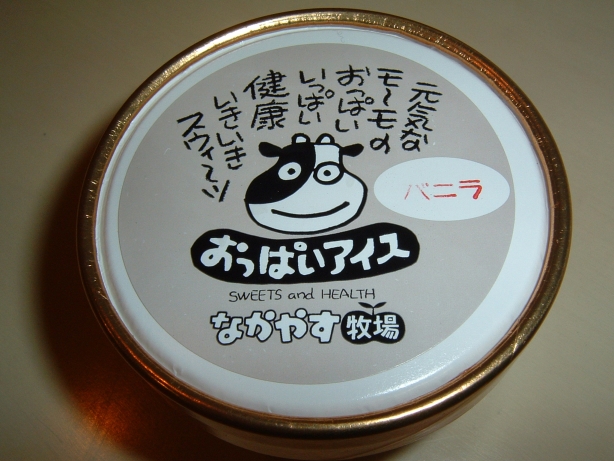 元気な
モ〜モの
おっぱい
いっぱい
健康
いきいき
スウィ〜ツ
バニラ
おっぱいアイス
SWEETS and HEALTH
なかやす牧場